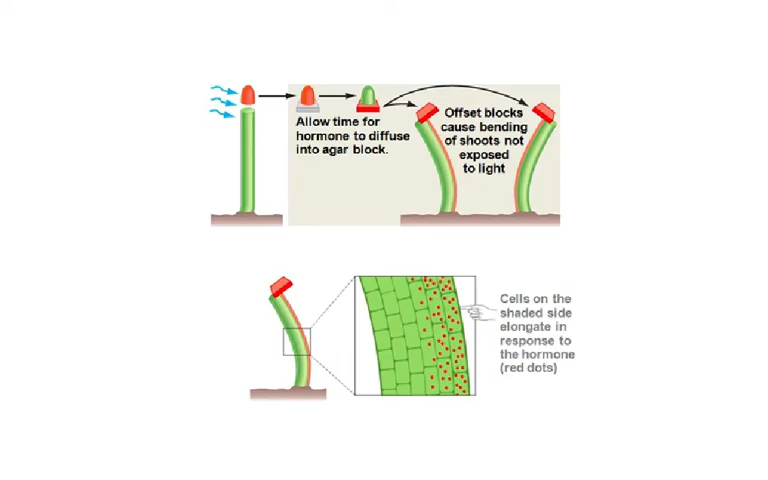 Allow time for
hormone to diffuse
into agar block.
Offset blocks
cause bending
of shoots not
exposed
to light
Cells on the
shaded side
elongate in
response to
the hormone
(red dots)